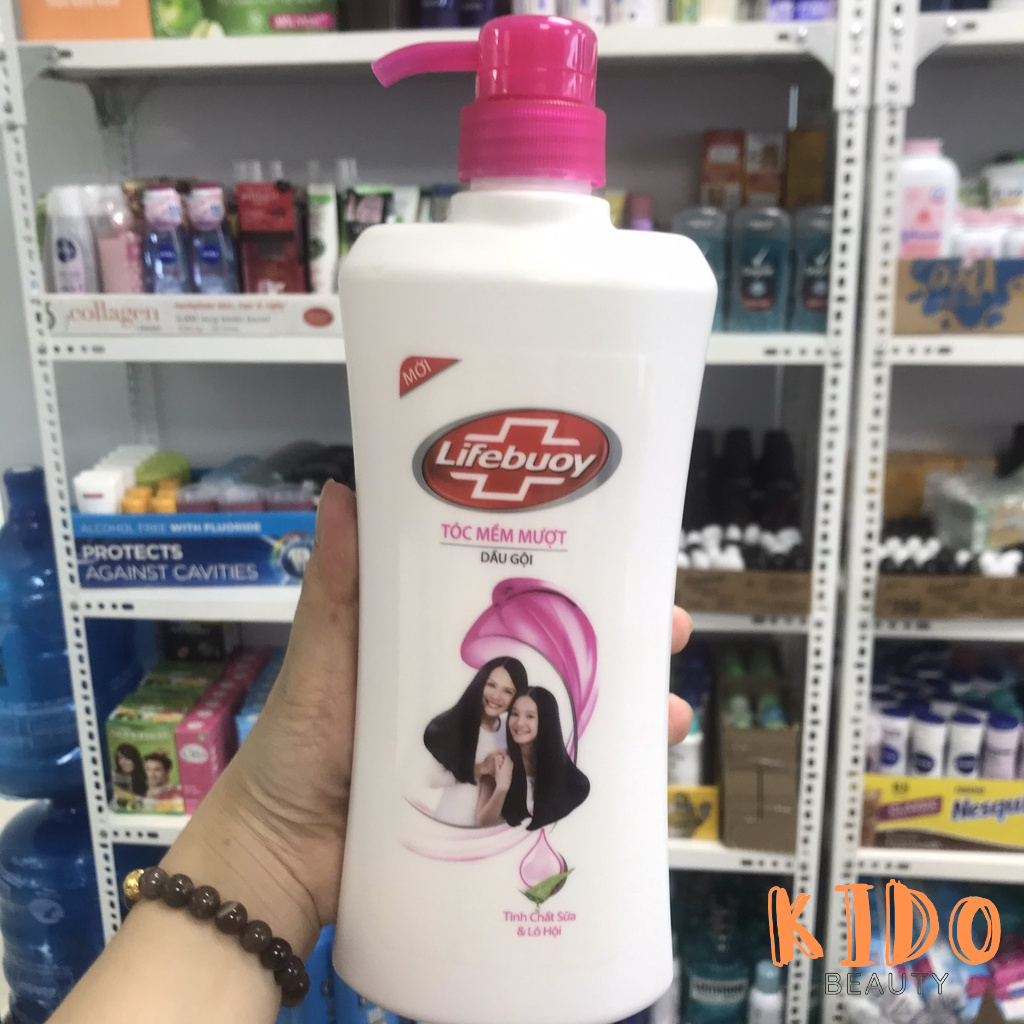 MỚI
Lifebuoy
TÓC MỀM MƯỢT
DẦU GỘI
Tinh Chất Sữa
& Lô Hội
collagen
ALCOHOL FREE WITH FLUORIDE
PROTECTS
AGAINST CAVITIES
Nesqui
KIDO
BEAUTY